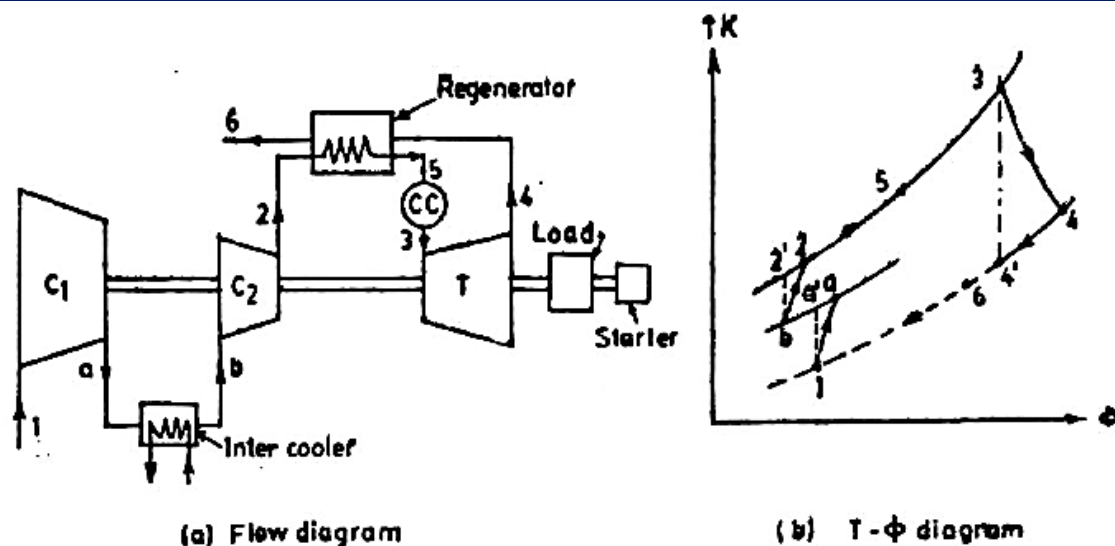 Regenerator
6
5
CC
2
3
4
Load
C1
C2
T
Starter
a
b
1
Inter cooler
(a) Flow diagram
↑K
3
5
2' 2
4
a' a
4'
6
b
1
Φ
(b) T-Φ diagram